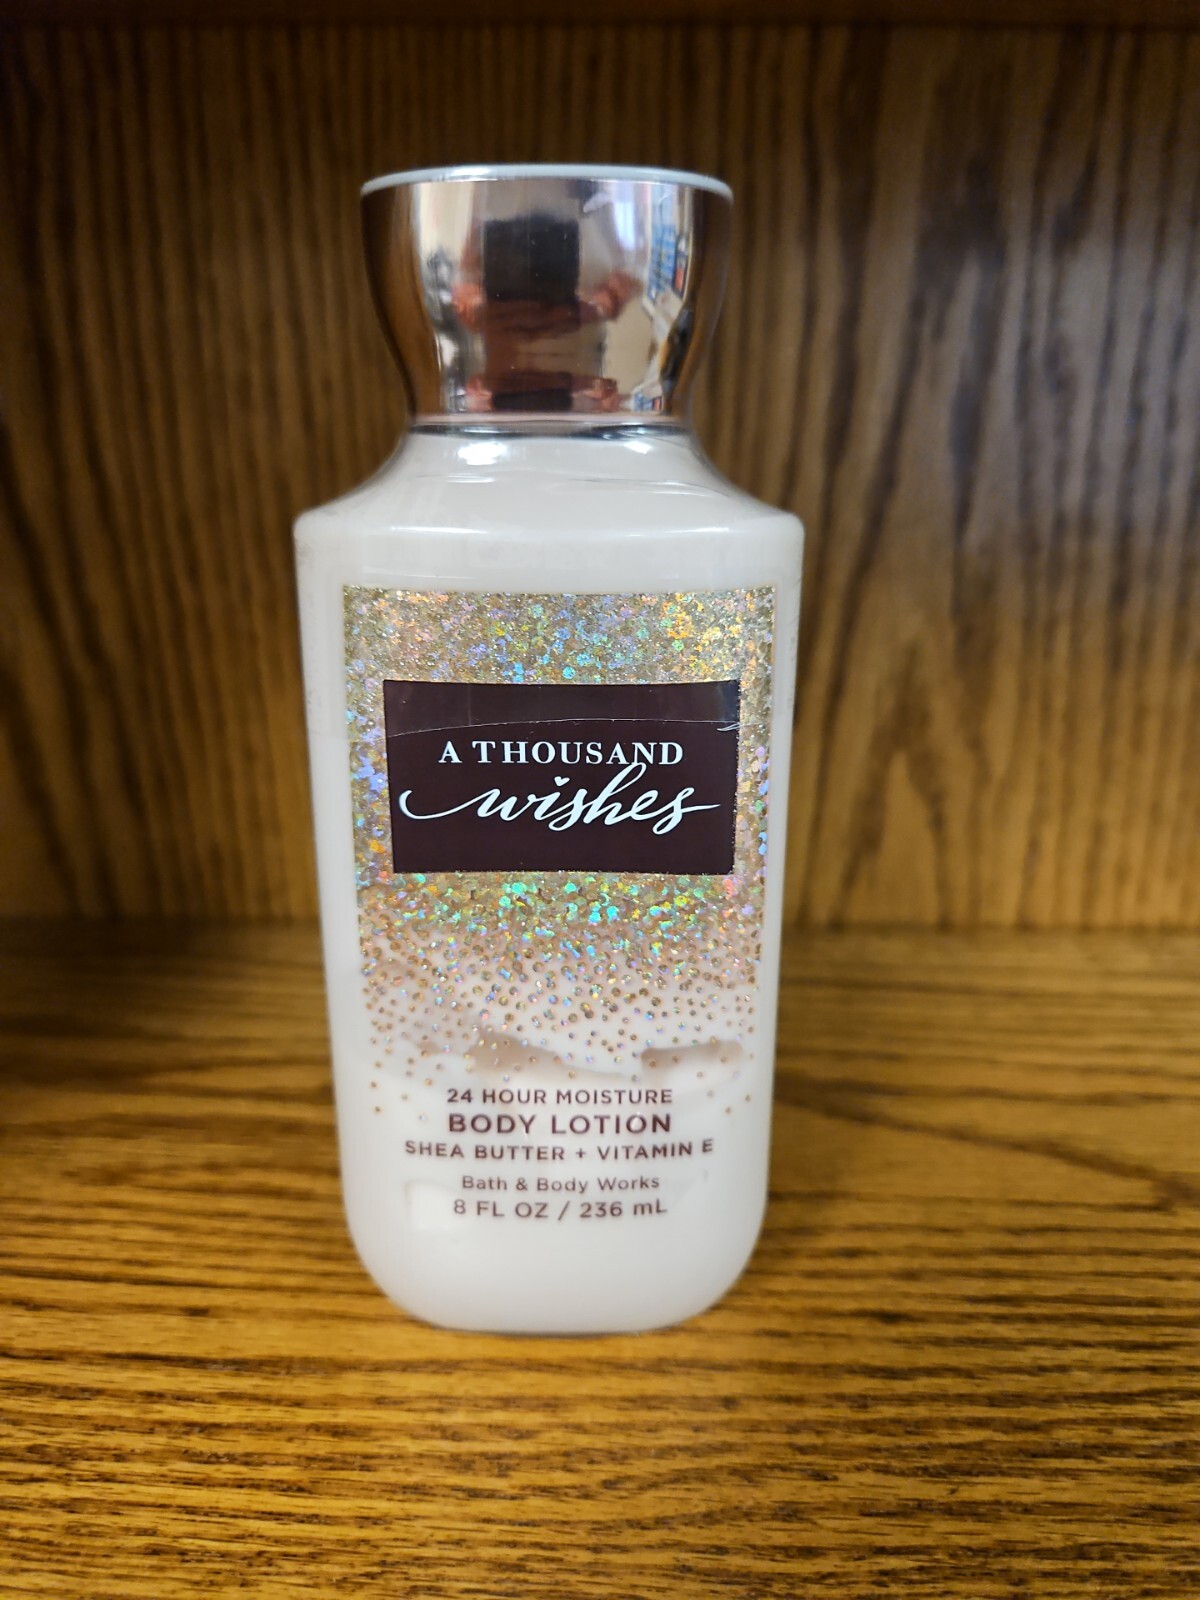 A THOUSAND
wishes
24 HOUR MOISTURE
BODY LOTION
SHEA BUTTER + VITAMIN E
Bath & Body Works
8 FL OZ / 236 mL